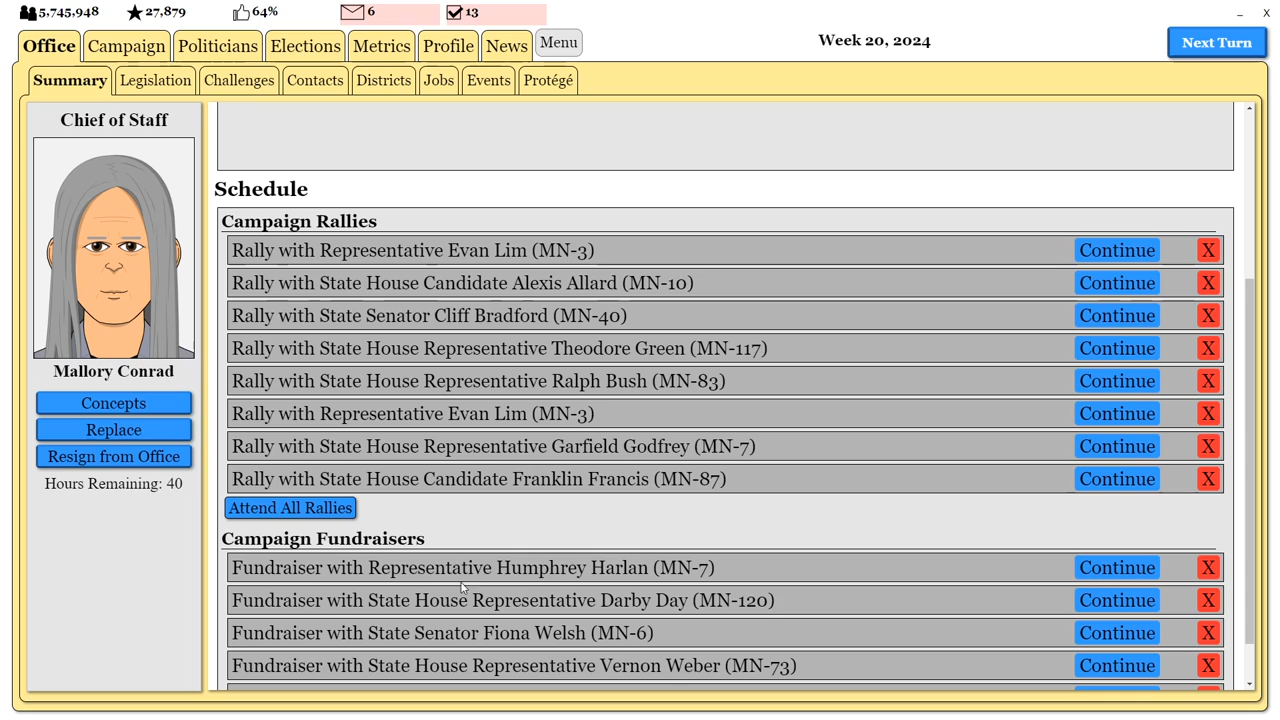 5,745,948 27,879 64% 6 13 _ X
Office Campaign Politicians Elections Metrics Profile News Menu Week 20, 2024 Next Turn
Summary Legislation Challenges Contacts Districts Jobs Events Protégé
Chief of Staff
Mallory Conrad
Concepts
Replace
Resign from Office
Hours Remaining: 40
Schedule
Campaign Rallies
Rally with Representative Evan Lim (MN-3) Continue X
Rally with State House Candidate Alexis Allard (MN-10) Continue X
Rally with State Senator Cliff Bradford (MN-40) Continue X
Rally with State House Representative Theodore Green (MN-117) Continue X
Rally with State House Representative Ralph Bush (MN-83) Continue X
Rally with Representative Evan Lim (MN-3) Continue X
Rally with State House Representative Garfield Godfrey (MN-7) Continue X
Rally with State House Candidate Franklin Francis (MN-87) Continue X
Attend All Rallies
Campaign Fundraisers
Fundraiser with Representative Humphrey Harlan (MN-7) Continue X
Fundraiser with State House Representative Darby Day (MN-120) Continue X
Fundraiser with State Senator Fiona Welsh (MN-6) Continue X
Fundraiser with State House Representative Vernon Weber (MN-73) Continue X